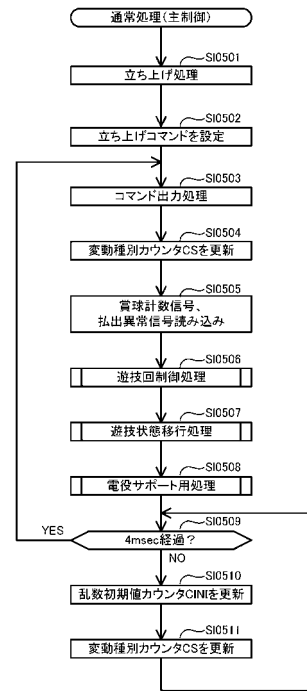 通常処理(主制御)
SI0501
立ち上げ処理
SI0502
立ち上げコマンドを設定
SI0503
コマンド出力処理
SI0504
変動種別カウンタCSを更新
SI0505
賞球計数信号、
払出異常信号読み込み
SI0506
遊技回制御処理
SI0507
遊技状態移行処理
SI0508
電役サポート用処理
SI0509
YES
4msec経過？
NO
SI0510
乱数初期値カウンタCINIを更新
SI0511
変動種別カウンタCSを更新